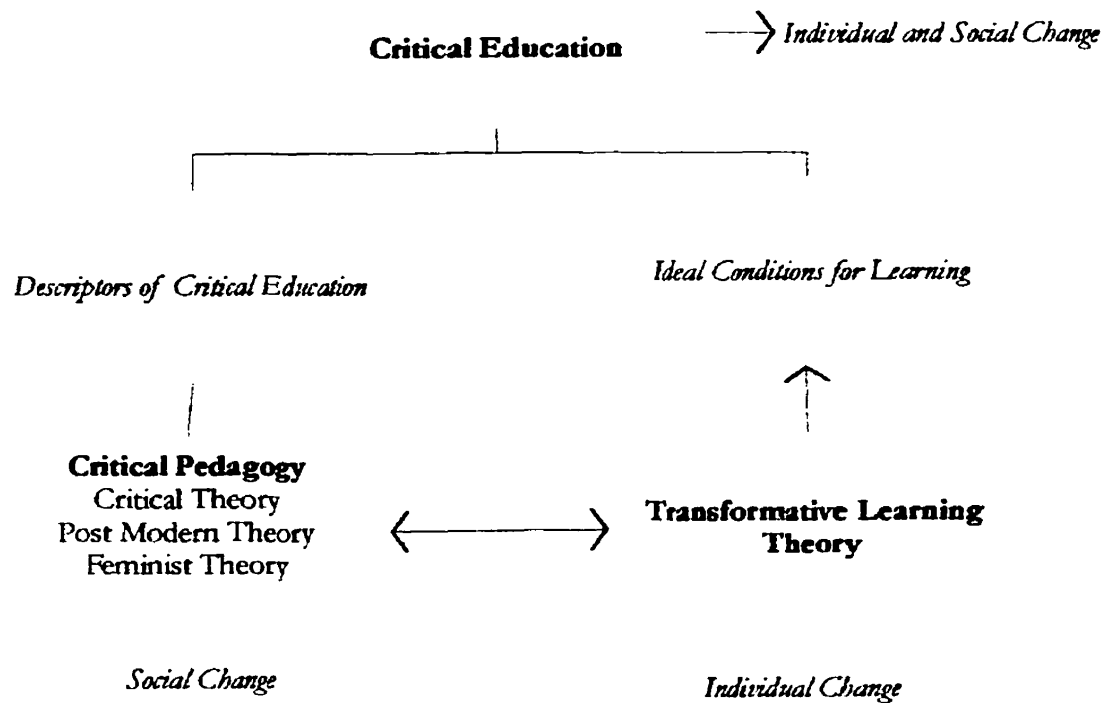 Critical Education
Individual and Social Change
Descriptors of Critical Education
Ideal Conditions for Learning
Critical Pedagogy
Critical Theory
Post Modern Theory
Feminist Theory
Transformative Learning
Theory
Social Change
Individual Change